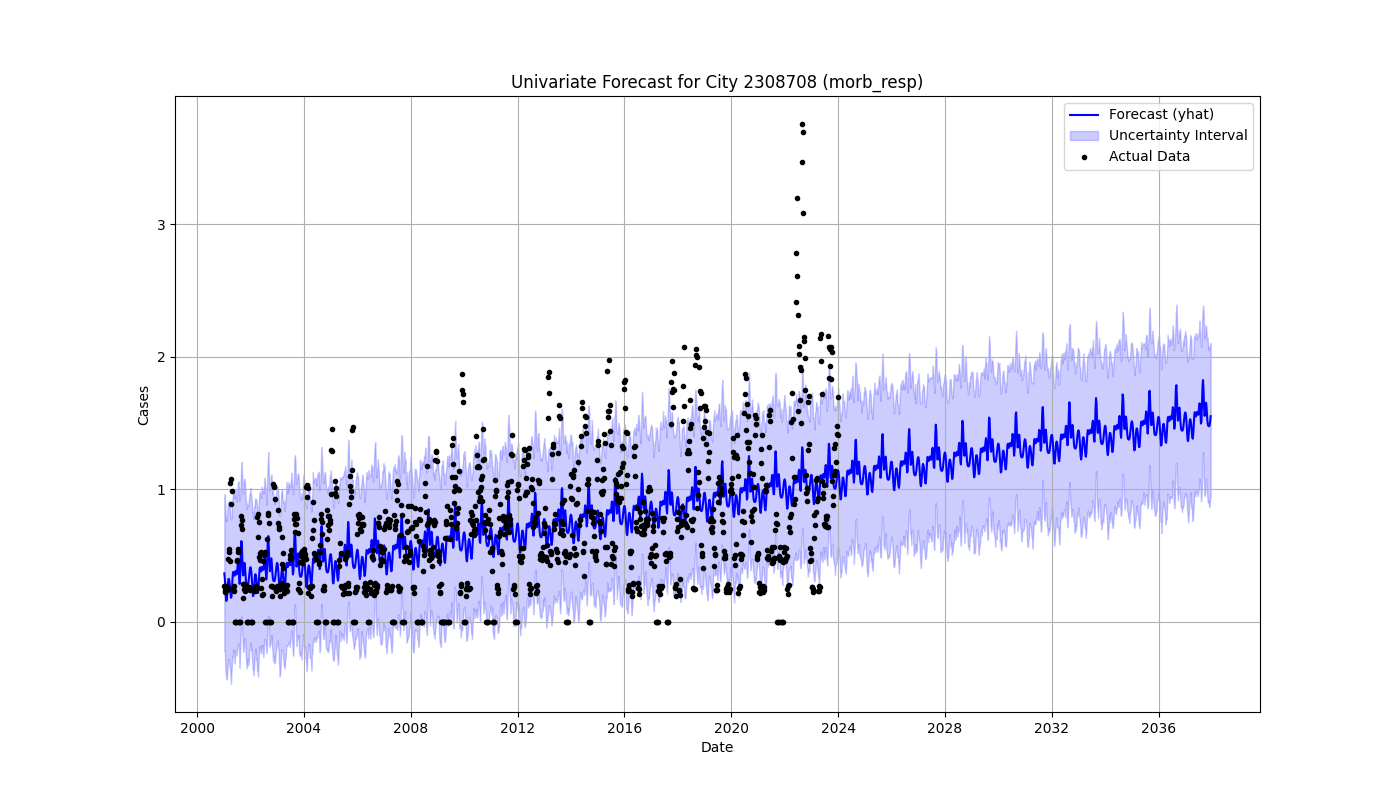 Univariate Forecast for City 2308708 (morb_resp)
Forecast (yhat)
Uncertainty Interval
Actual Data
Cases
3
2
1
0
2000 2004 2008 2012 2016 2020 2024 2028 2032 2036
Date